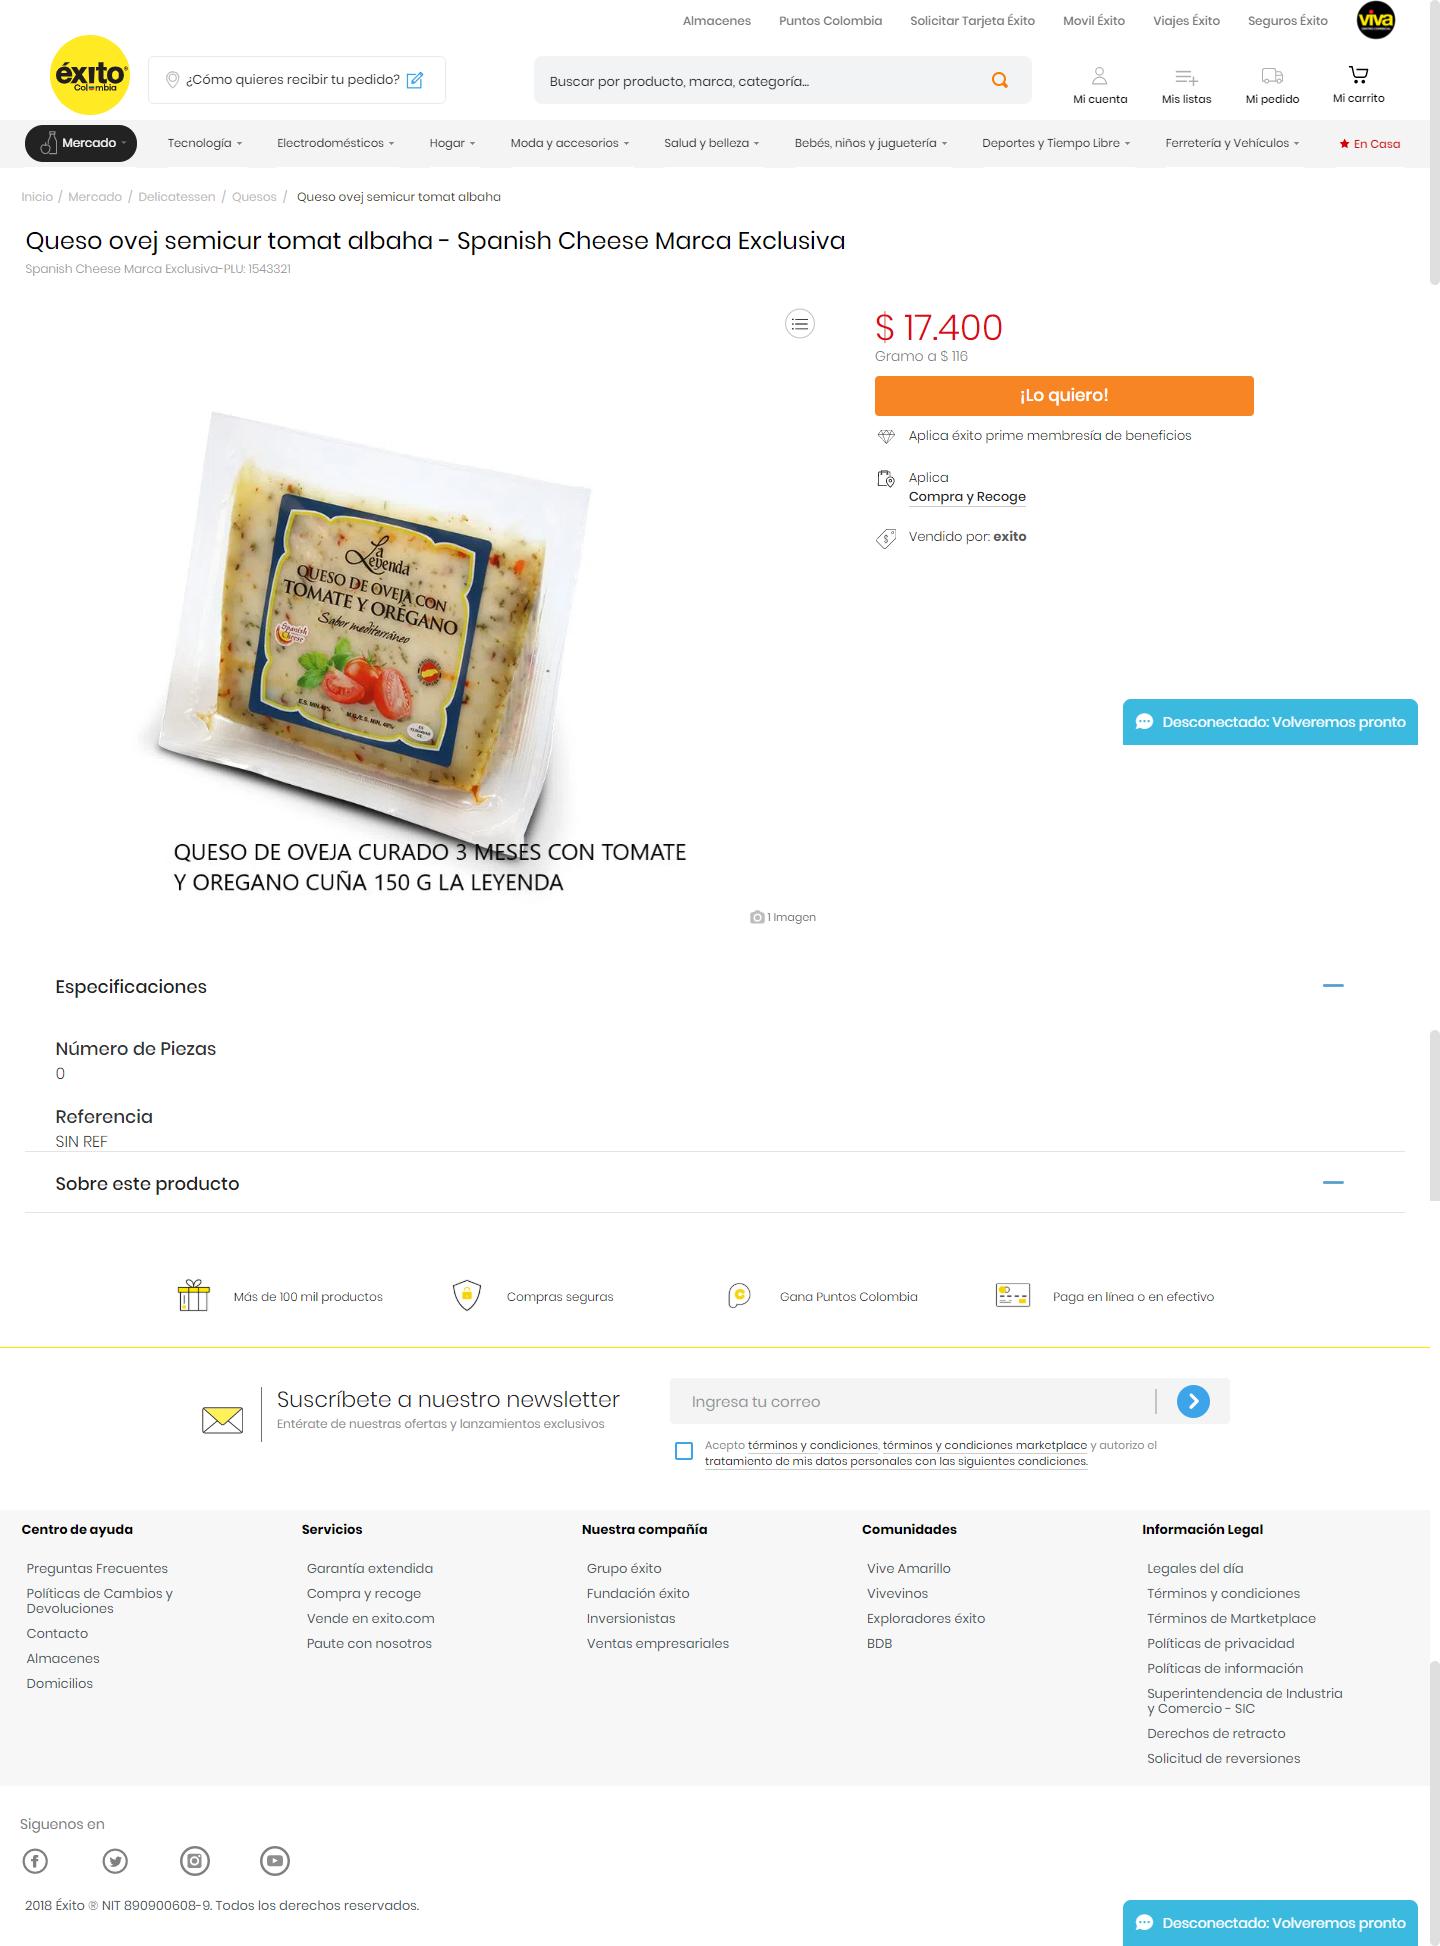 Almacenes Puntos Colombia Solicitar Tarjeta Éxito Movil Éxito Viajes Éxito Seguros Éxito viva
éxito
Colombia
¿Cómo quieres recibir tu pedido?
Buscar por producto, marca, categoría...
Mi cuenta Mis listas Mi pedido Mi carrito
Mercado Tecnología Electrodomésticos Hogar Moda y accesorios Salud y belleza Bebés, niños y juguetería Deportes y Tiempo Libre Ferretería y Vehículos En Casa
Inicio / Mercado / Delicatessen / Quesos / Queso ovej semicur tomat albaha
Queso ovej semicur tomat albaha - Spanish Cheese Marca Exclusiva
Spanish Cheese Marca Exclusiva-PLU: 1543321
$ 17.400
Gramo a $ 116
¡Lo quiero!
Aplica éxito prime membresía de beneficios
Aplica
Compra y Recoge
Vendido por: exito
La
Leyenda
QUESO DE OVEJA CON
TOMATE Y ORÉGANO
Sabor mediterráneo
Spanish
Cheese
E.S. MIN. 45% M.G./E.S. MIN. 48%
Desconectado: Volveremos pronto
QUESO DE OVEJA CURADO 3 MESES CON TOMATE
Y OREGANO CUÑA 150 G LA LEYENDA
1 Imagen
Especificaciones
Número de Piezas
0
Referencia
SIN REF
Sobre este producto
Más de 100 mil productos Compras seguras Gana Puntos Colombia Paga en línea o en efectivo
Suscríbete a nuestro newsletter
Entérate de nuestras ofertas y lanzamientos exclusivos
Ingresa tu correo
Acepto términos y condiciones, términos y condiciones marketplace y autorizo el
tratamiento de mis datos personales con las siguientes condiciones.
Centro de ayuda
Preguntas Frecuentes
Políticas de Cambios y
Devoluciones
Contacto
Almacenes
Domicilios
Servicios
Garantía extendida
Compra y recoge
Vende en exito.com
Paute con nosotros
Nuestra compañía
Grupo éxito
Fundación éxito
Inversionistas
Ventas empresariales
Comunidades
Vive Amarillo
Vivevinos
Exploradores éxito
BDB
Información Legal
Legales del día
Términos y condiciones
Términos de Martketplace
Políticas de privacidad
Políticas de información
Superintendencia de Industria
y Comercio - SIC
Derechos de retracto
Solicitud de reversiones
Siguenos en
2018 Éxito ® NIT 890900608-9. Todos los derechos reservados.
Desconectado: Volveremos pronto